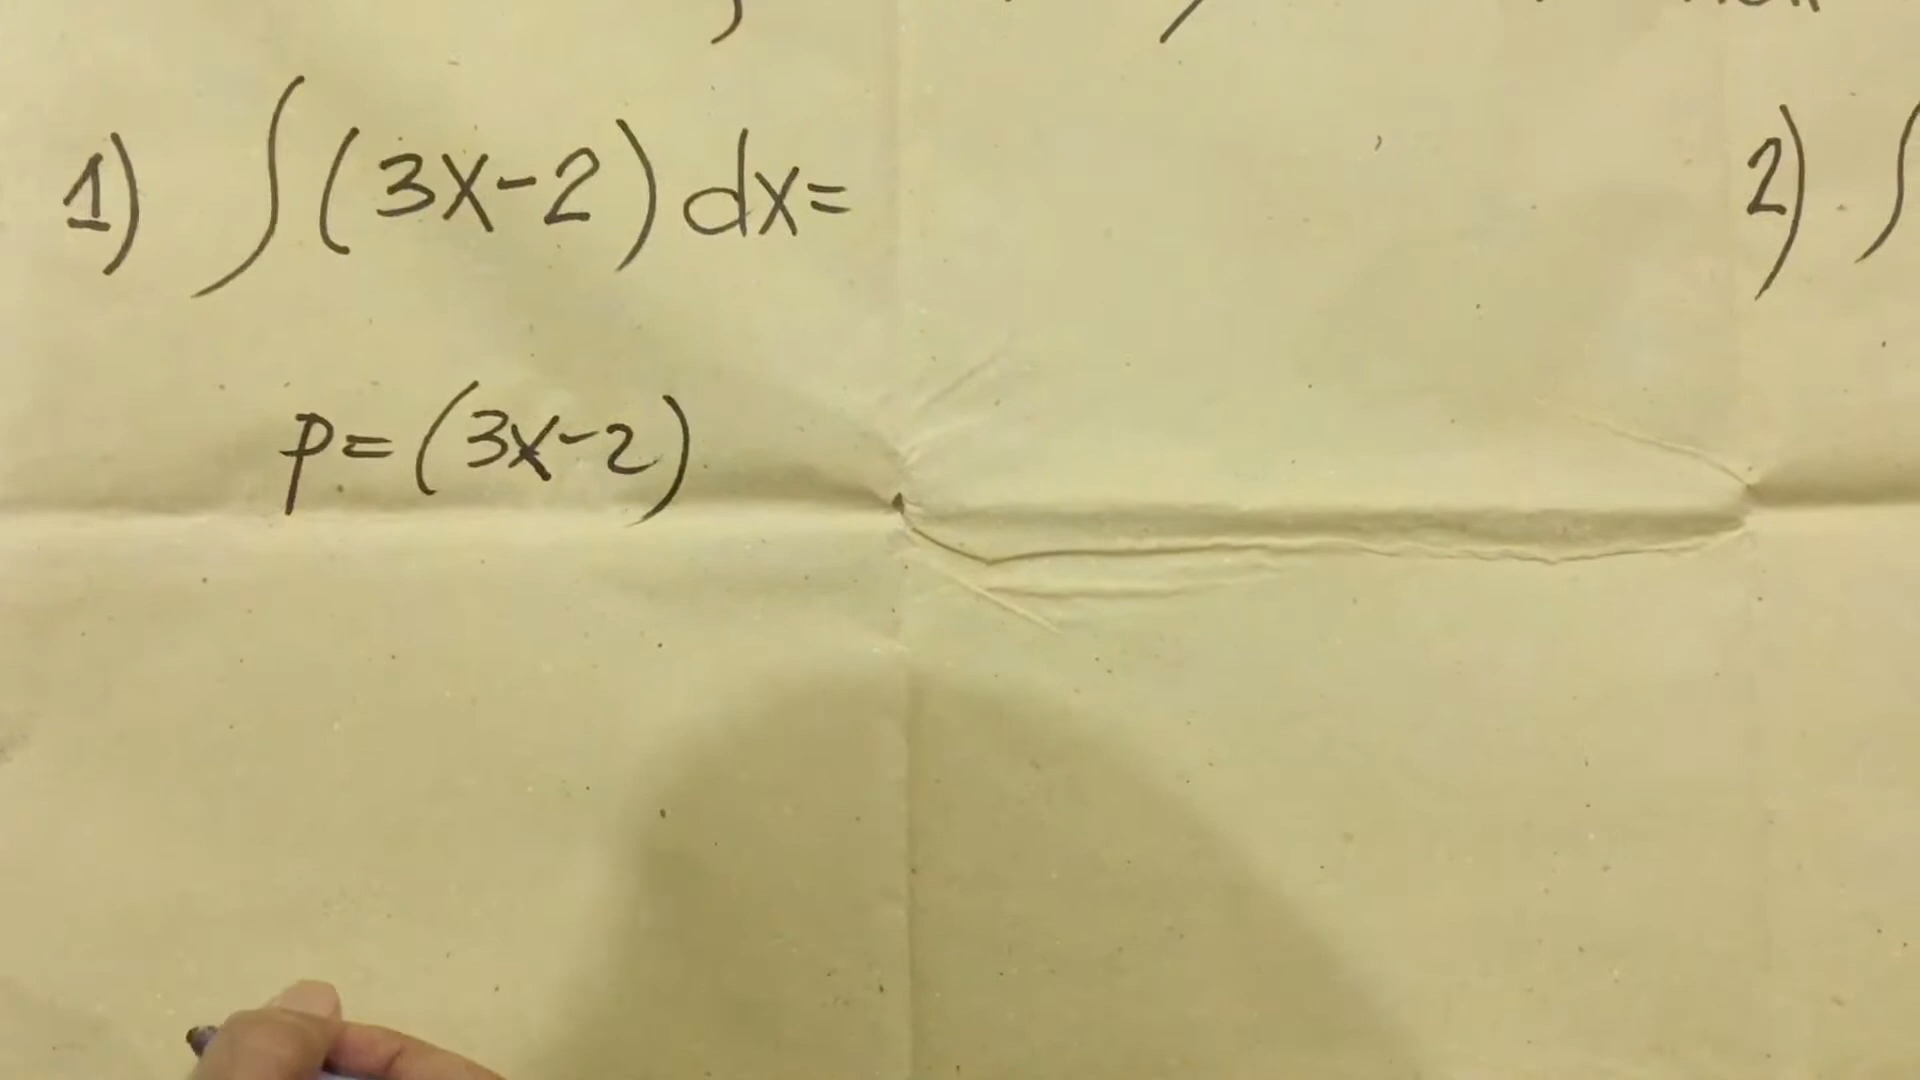 1) ∫(3x-2)dx=
2) ∫
p=(3x-2)